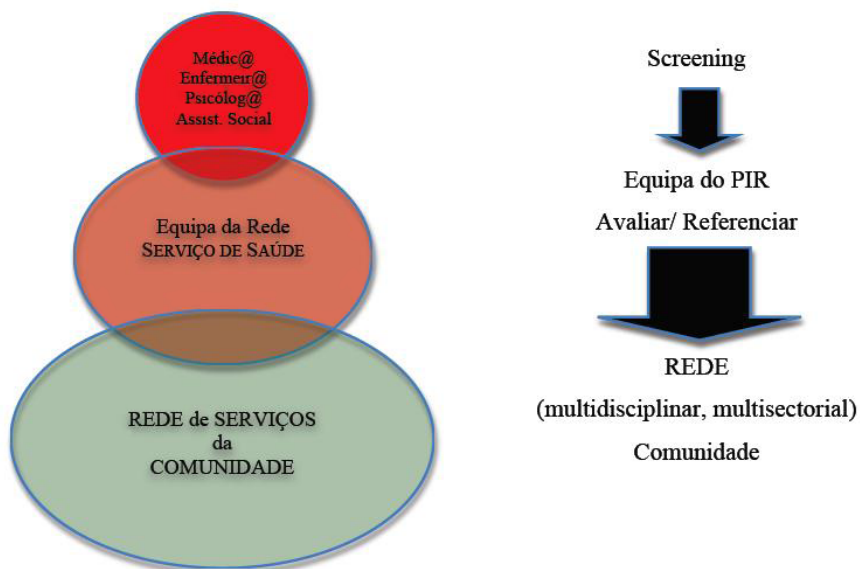 Médic@
Enfermeir@
Psicólog@
Assist. Social
Equipa da Rede
SERVIÇO DE SAÚDE
REDE de SERVIÇOS
da
COMUNIDADE
Screening
Equipa do PIR
Avaliar/ Referenciar
REDE
(multidisciplinar, multisectorial)
Comunidade